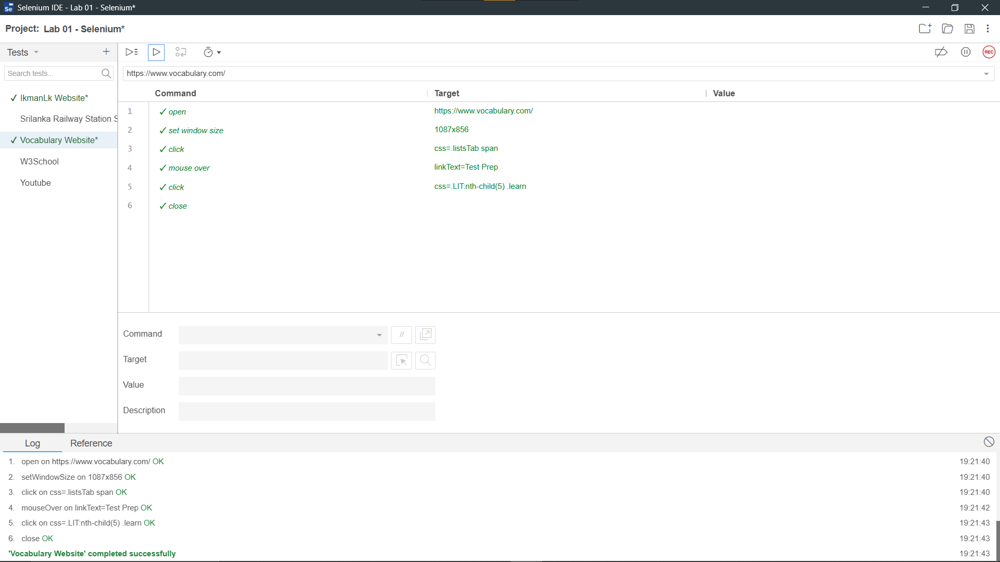 Selenium IDE - Lab 01 - Selenium*
Project: Lab 01 - Selenium*
Tests
Search tests...
✓ IkmanLk Website*
Srilanka Railway Station S
✓ Vocabulary Website*
W3School
Youtube
REC
https://www.vocabulary.com/
Command Target Value
1 ✓ open https://www.vocabulary.com/
2 ✓ set window size 1087x856
3 ✓ click css=.listsTab span
4 ✓ mouse over linkText=Test Prep
5 ✓ click css=.LIT:nth-child(5) .learn
6 ✓ close
Command //
Target
Value
Description
Log Reference
1. open on https://www.vocabulary.com/ OK 19:21:40
2. setWindowSize on 1087x856 OK 19:21:40
3. click on css=.listsTab span OK 19:21:40
4. mouseOver on linkText=Test Prep OK 19:21:42
5. click on css=.LIT:nth-child(5) .learn OK 19:21:43
6. close OK 19:21:43
'Vocabulary Website' completed successfully 19:21:43